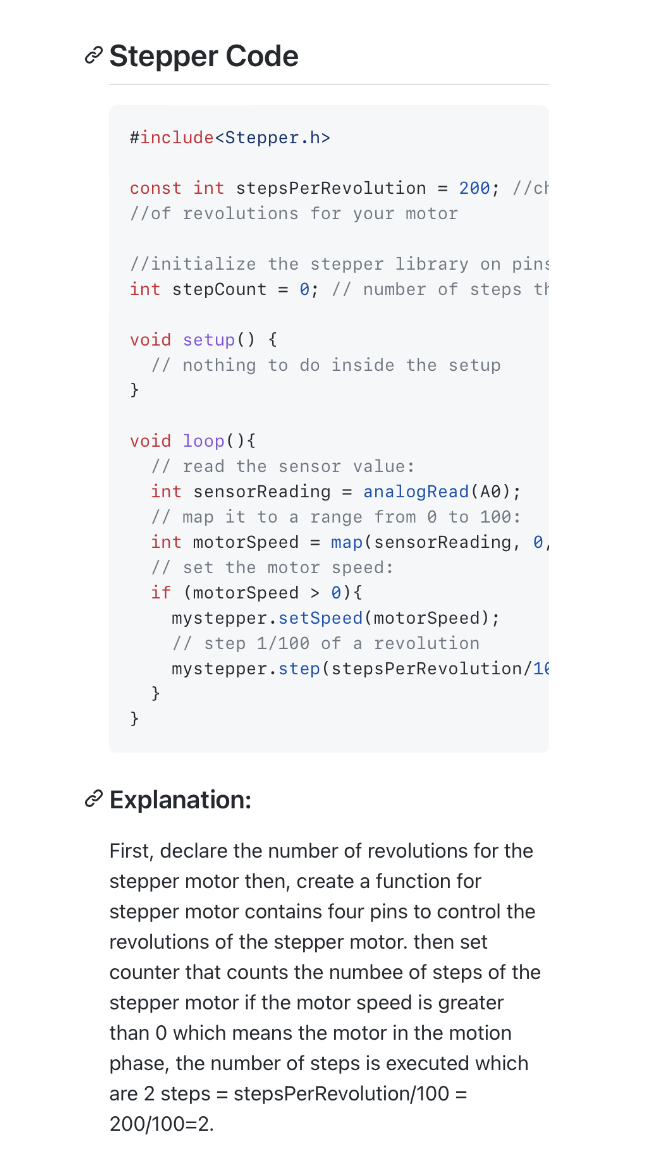 Stepper Code
#include<Stepper.h>
const int stepsPerRevolution = 200; //ch
//of revolutions for your motor
//initialize the stepper library on pins
int stepCount = 0; // number of steps th
void setup() {
  // nothing to do inside the setup
}
void loop(){
  // read the sensor value:
  int sensorReading = analogRead(A0);
  // map it to a range from 0 to 100:
  int motorSpeed = map(sensorReading, 0,
  // set the motor speed:
  if (motorSpeed > 0){
    mystepper.setSpeed(motorSpeed);
    // step 1/100 of a revolution
    mystepper.step(stepsPerRevolution/10
  }
}
Explanation:
First, declare the number of revolutions for the
stepper motor then, create a function for
stepper motor contains four pins to control the
revolutions of the stepper motor. then set
counter that counts the numbee of steps of the
stepper motor if the motor speed is greater
than 0 which means the motor in the motion
phase, the number of steps is executed which
are 2 steps = stepsPerRevolution/100 =
200/100=2.